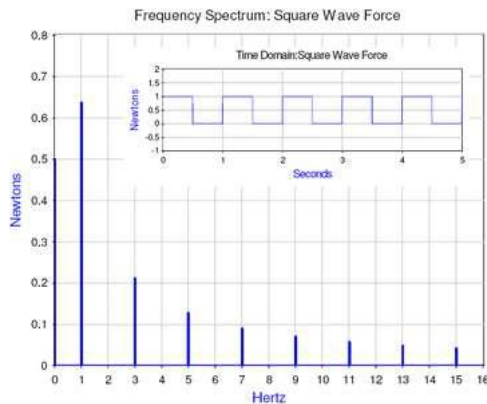 Frequency Spectrum: Square Wave Force
0,8
0,7
0,6
0,5
0,4
0,3
0,2
0,1
0
Newtons
Time Domain:Square Wave Force
2
1,5
1
0,5
0
-0,5
-1
Newtons
0 1 2 3 4 5
Seconds
0 1 2 3 4 5 6 7 8 9 10 11 12 13 14 15 16
Hertz